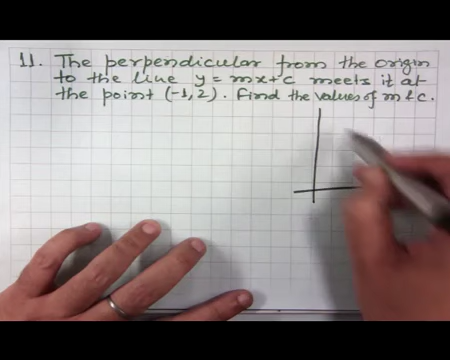 11. The perpendicular from the origin
to the line y = mx+c meets it at
the point (-1, 2). Find the values of m & c.